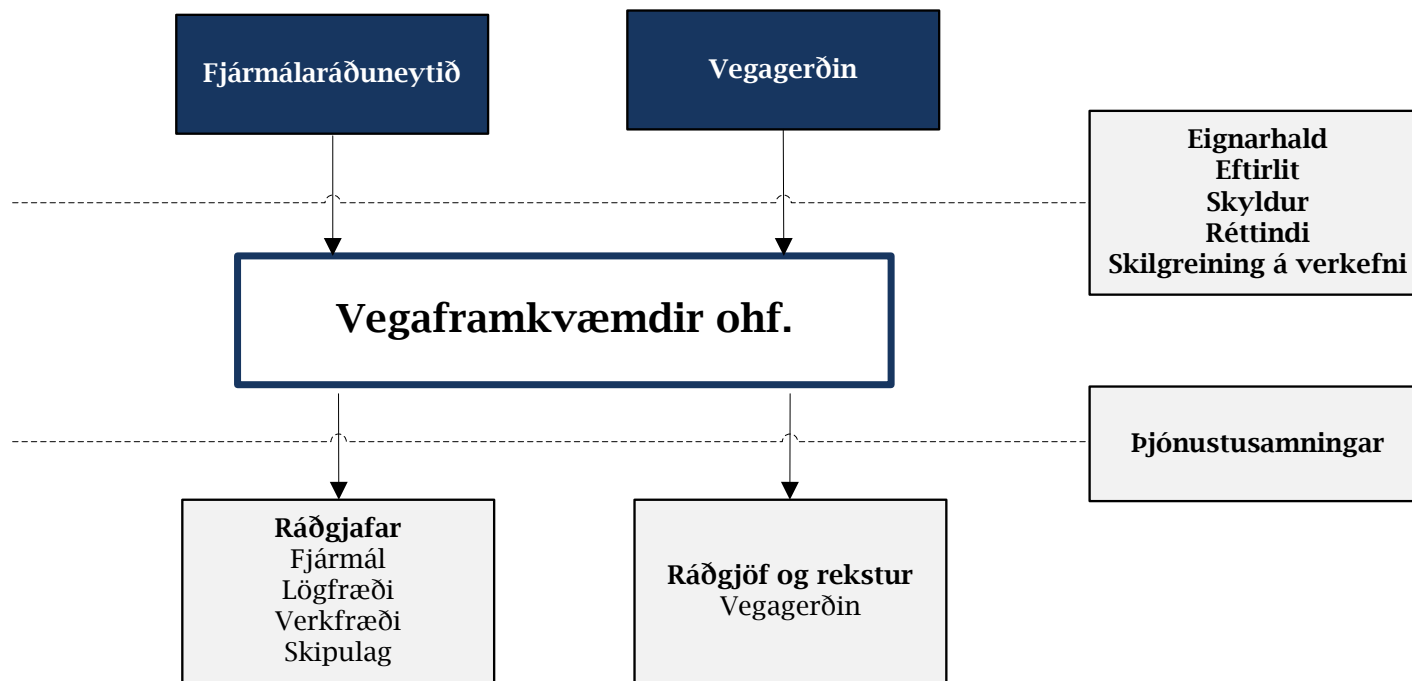 Fjármálaráðuneytið
Vegagerðin
Eignarhald
Eftirlit
Skyldur
Réttindi
Skilgreining á verkefni
Vegaframkvæmdir ohf.
Þjónustusamningar
Ráðgjafar
Fjármál
Lögfræði
Verkfræði
Skipulag
Ráðgjöf og rekstur
Vegagerðin